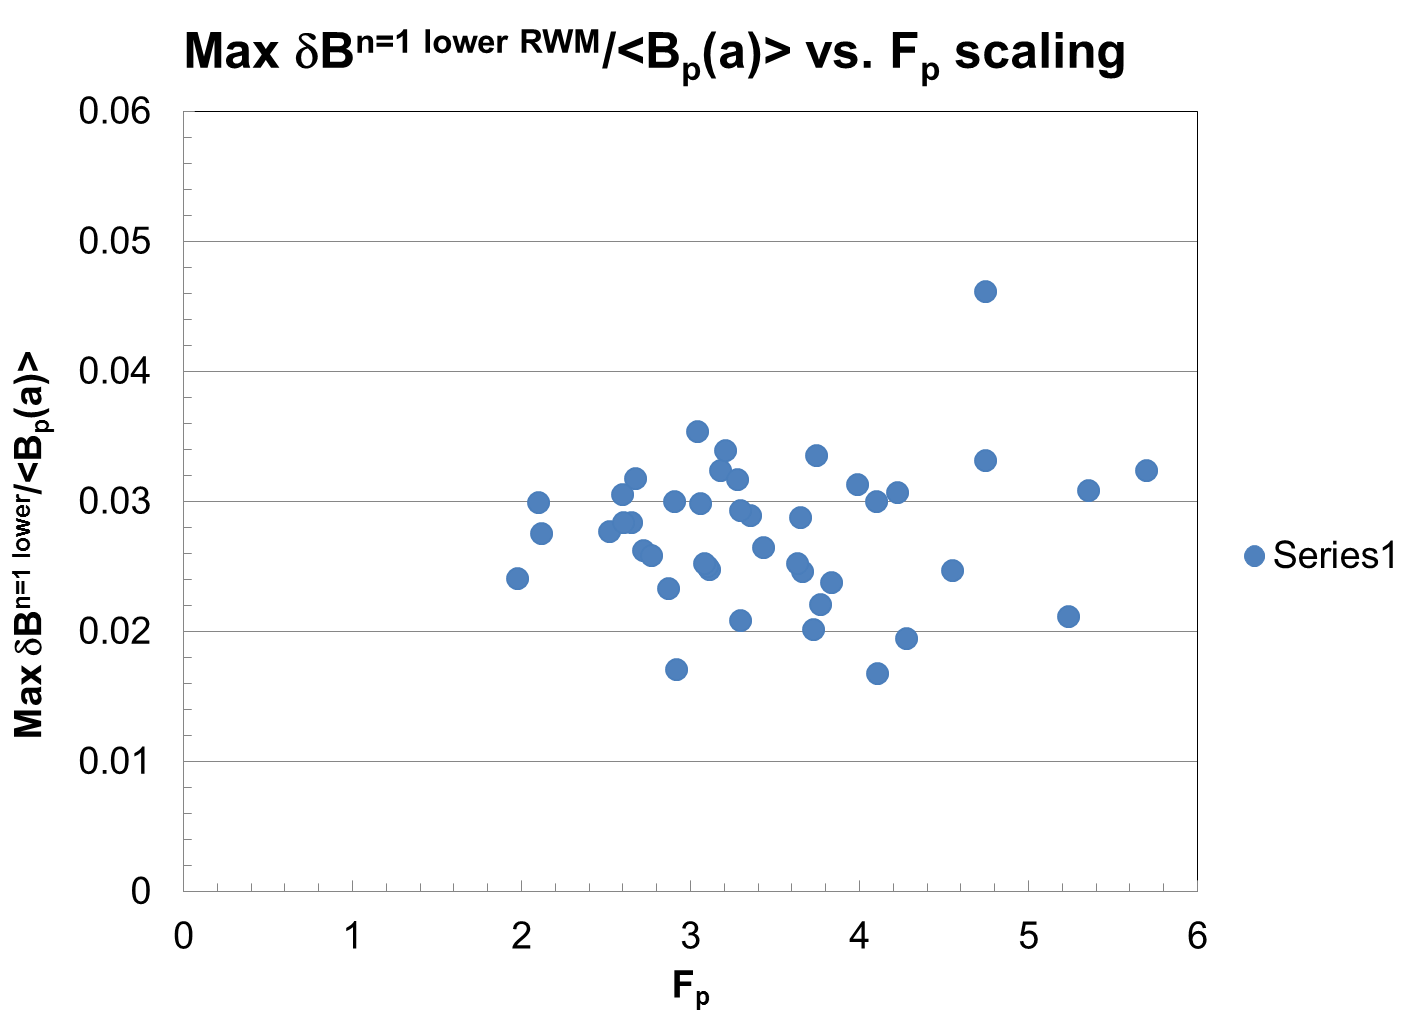 Max δBⁿ⁼¹ lower RWM/<Bp(a)> vs. Fp scaling
0.06
0.05
0.04
0.03
0.02
0.01
0
Max δBⁿ⁼¹ lower/<Bp(a)>
0 1 2 3 4 5 6
Fp
Series1